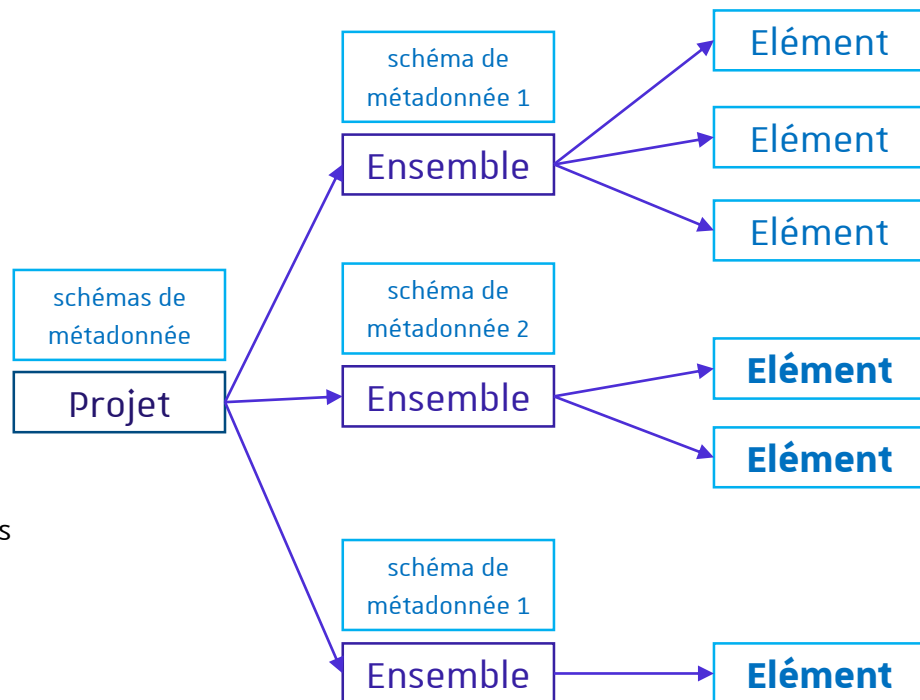 schémas de
métadonnée
Projet
s
schéma de
métadonnée 1
Ensemble
Elément
Elément
Elément
schéma de
métadonnée 2
Ensemble
Elément
Elément
schéma de
métadonnée 1
Ensemble
Elément